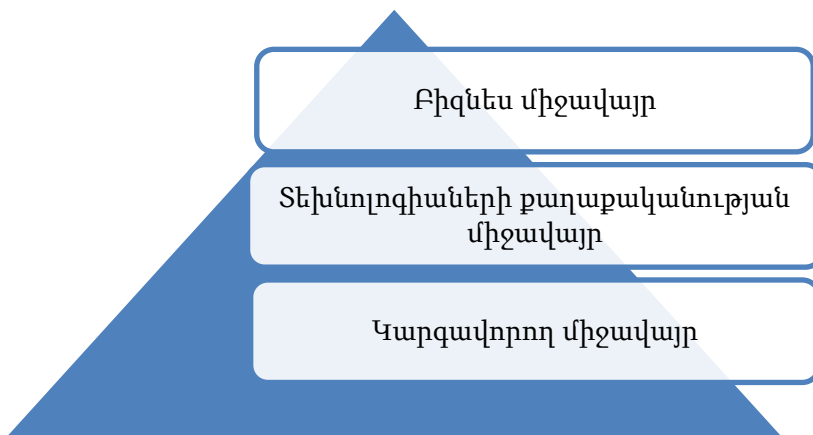 Բիզնես միջավայր
Տեխնոլոգիաների քաղաքականության
միջավայր
Կարգավորող միջավայր